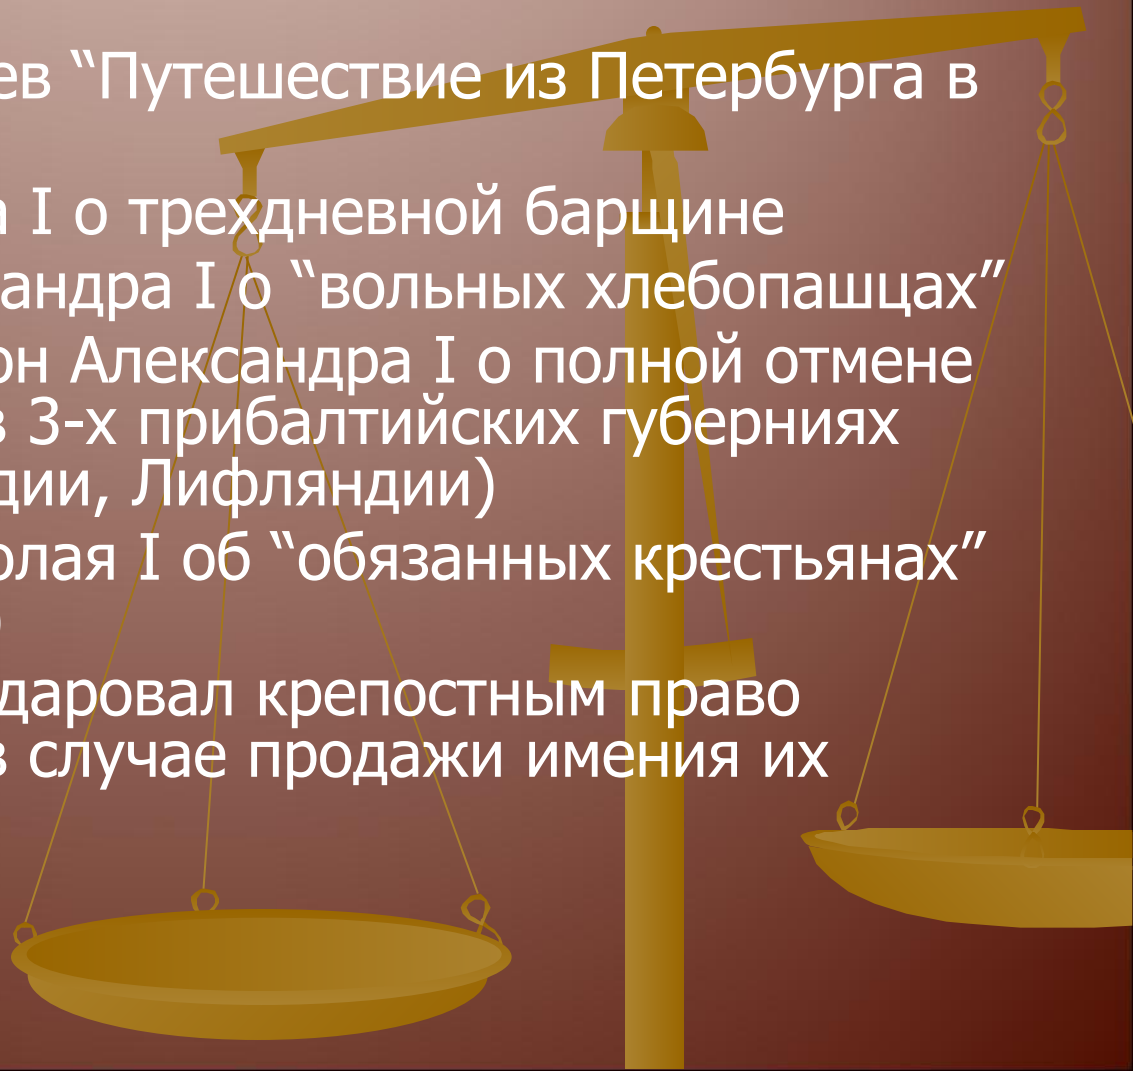 ев “Путешествие из Петербурга в
а I о трехдневной барщине
андра I о “вольных хлебопашцах”
он Александра I о полной отмене
в 3-х прибалтийских губерниях
дии, Лифляндии)
олая I об “обязанных крестьянах”
)
даровал крепостным право
в случае продажи имения их